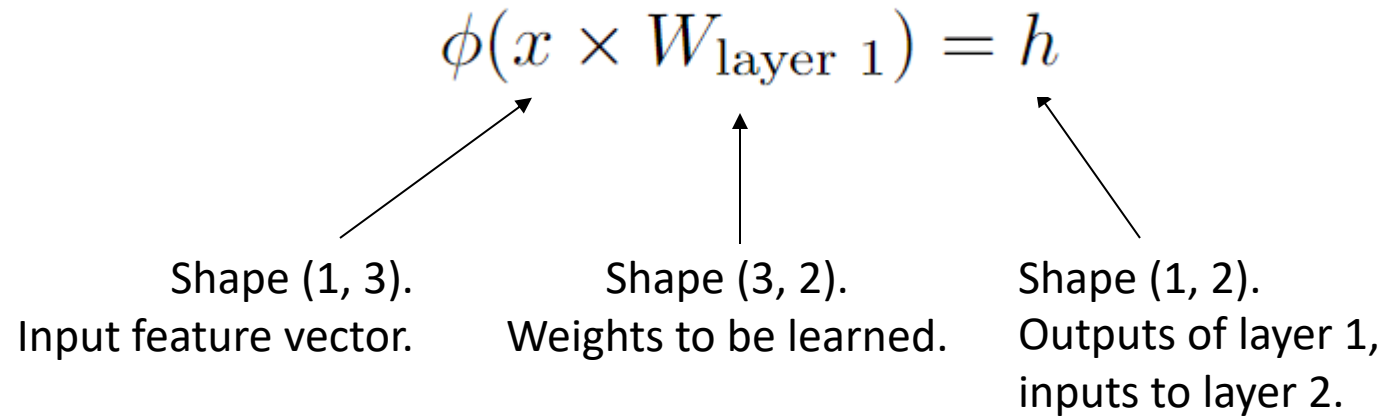 ϕ(x × W_layer 1) = h
Shape (1, 3).
Input feature vector.
Shape (3, 2).
Weights to be learned.
Shape (1, 2).
Outputs of layer 1,
inputs to layer 2.